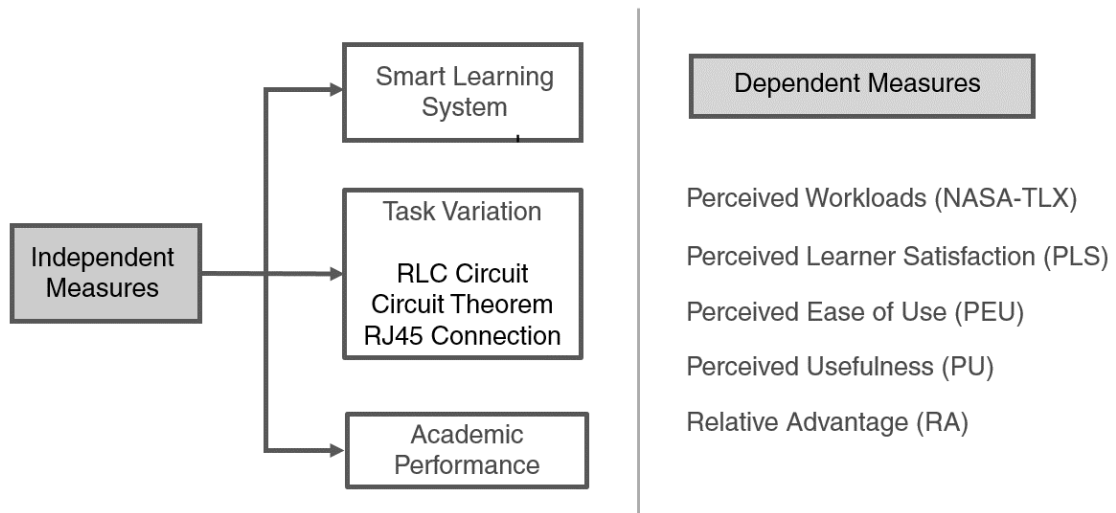 Independent
Measures
Smart Learning
System
Task Variation
RLC Circuit
Circuit Theorem
RJ45 Connection
Academic
Performance
Dependent Measures
Perceived Workloads (NASA-TLX)
Perceived Learner Satisfaction (PLS)
Perceived Ease of Use (PEU)
Perceived Usefulness (PU)
Relative Advantage (RA)